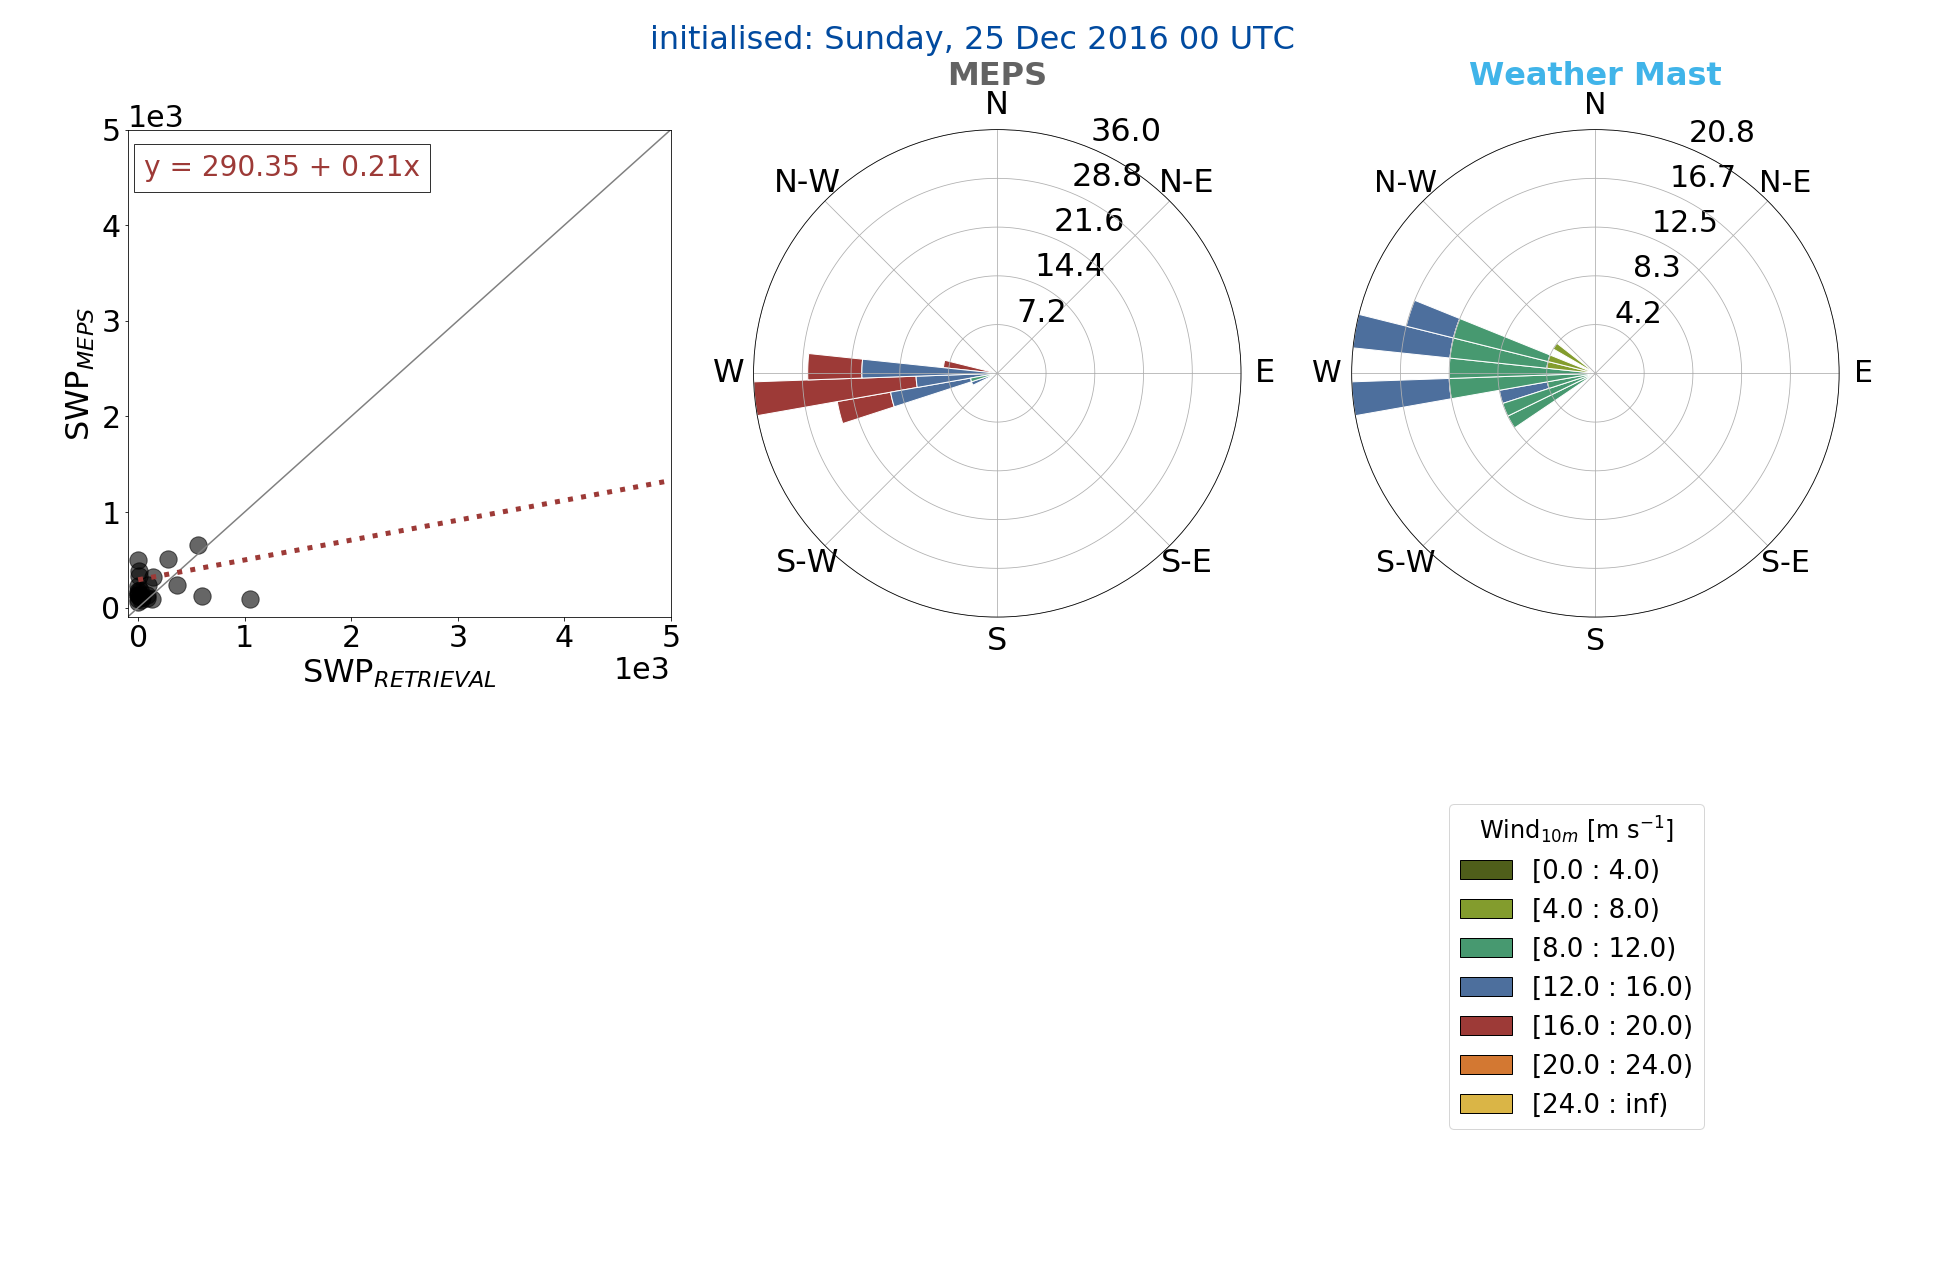 initialised: Sunday, 25 Dec 2016 00 UTC
MEPS
Weather Mast
1e3
5
4
3
2
1
0
y = 290.35 + 0.21x
SWP_MEPS
0 1 2 3 4 5
1e3
SWP_RETRIEVAL
N
N-E
E
S-E
S
S-W
W
N-W
36.0
28.8
21.6
14.4
7.2
N
N-E
E
S-E
S
S-W
W
N-W
20.8
16.7
12.5
8.3
4.2
Wind_10m [m s⁻¹]
[0.0 : 4.0)
[4.0 : 8.0)
[8.0 : 12.0)
[12.0 : 16.0)
[16.0 : 20.0)
[20.0 : 24.0)
[24.0 : inf)